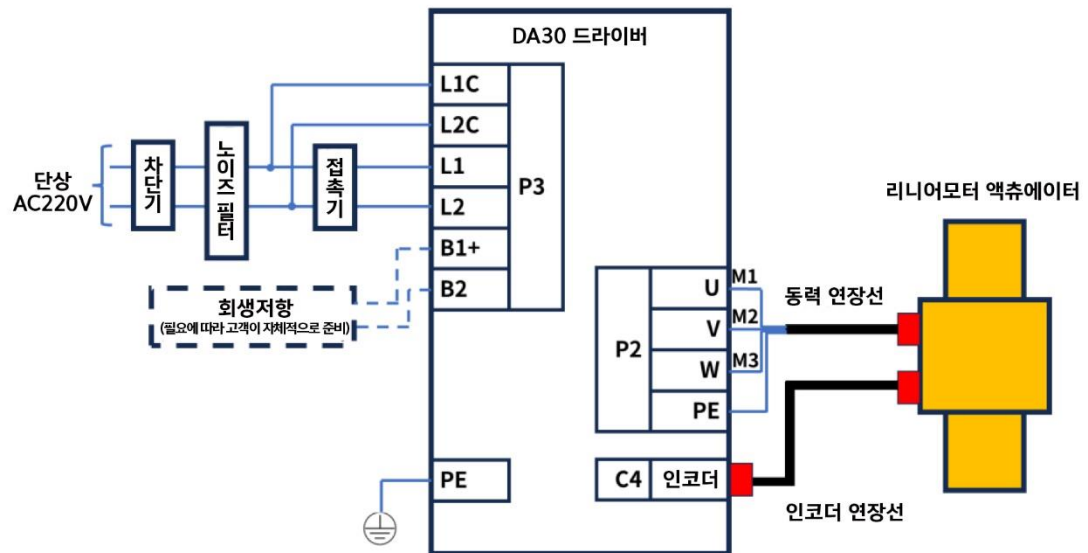 DA30 드라이버
L1C
L2C
L1
L2
B1+
B2
P3
단상
AC220V
차단기
노이즈 필터
접촉기
회생저항
(필요에 따라 고객이 자체적으로 준비)
리니어모터 액츄에이터
P2
U
V
W
PE
M1
M2
M3
동력 연장선
PE
C4
인코더
인코더 연장선